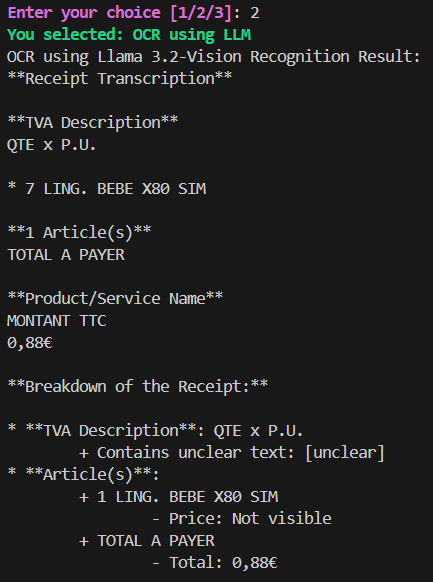 Enter your choice [1/2/3]: 2
You selected: OCR using LLM
OCR using Llama 3.2-Vision Recognition Result:
**Receipt Transcription**
**TVA Description**
QTE x P.U.
* 7 LING. BEBE X80 SIM
**1 Article(s)**
TOTAL A PAYER
**Product/Service Name**
MONTANT TTC
0,88€
**Breakdown of the Receipt:**
* **TVA Description**: QTE x P.U.
+ Contains unclear text: [unclear]
* **Article(s)**:
+ 1 LING. BEBE X80 SIM
- Price: Not visible
+ TOTAL A PAYER
- Total: 0,88€